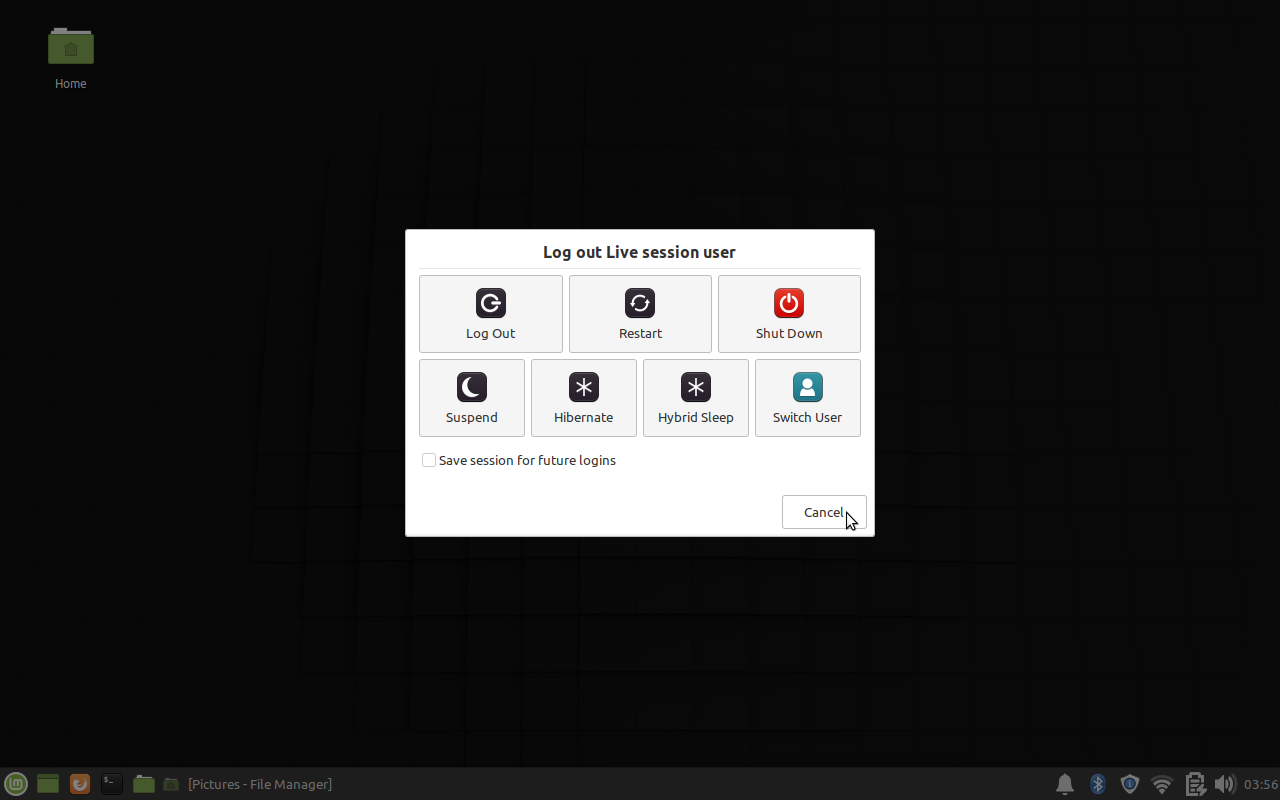 Home
Log out Live session user
Log Out
Restart
Shut Down
Suspend
Hibernate
Hybrid Sleep
Switch User
Save session for future logins
Cancel
$_
[Pictures - File Manager]
03:56